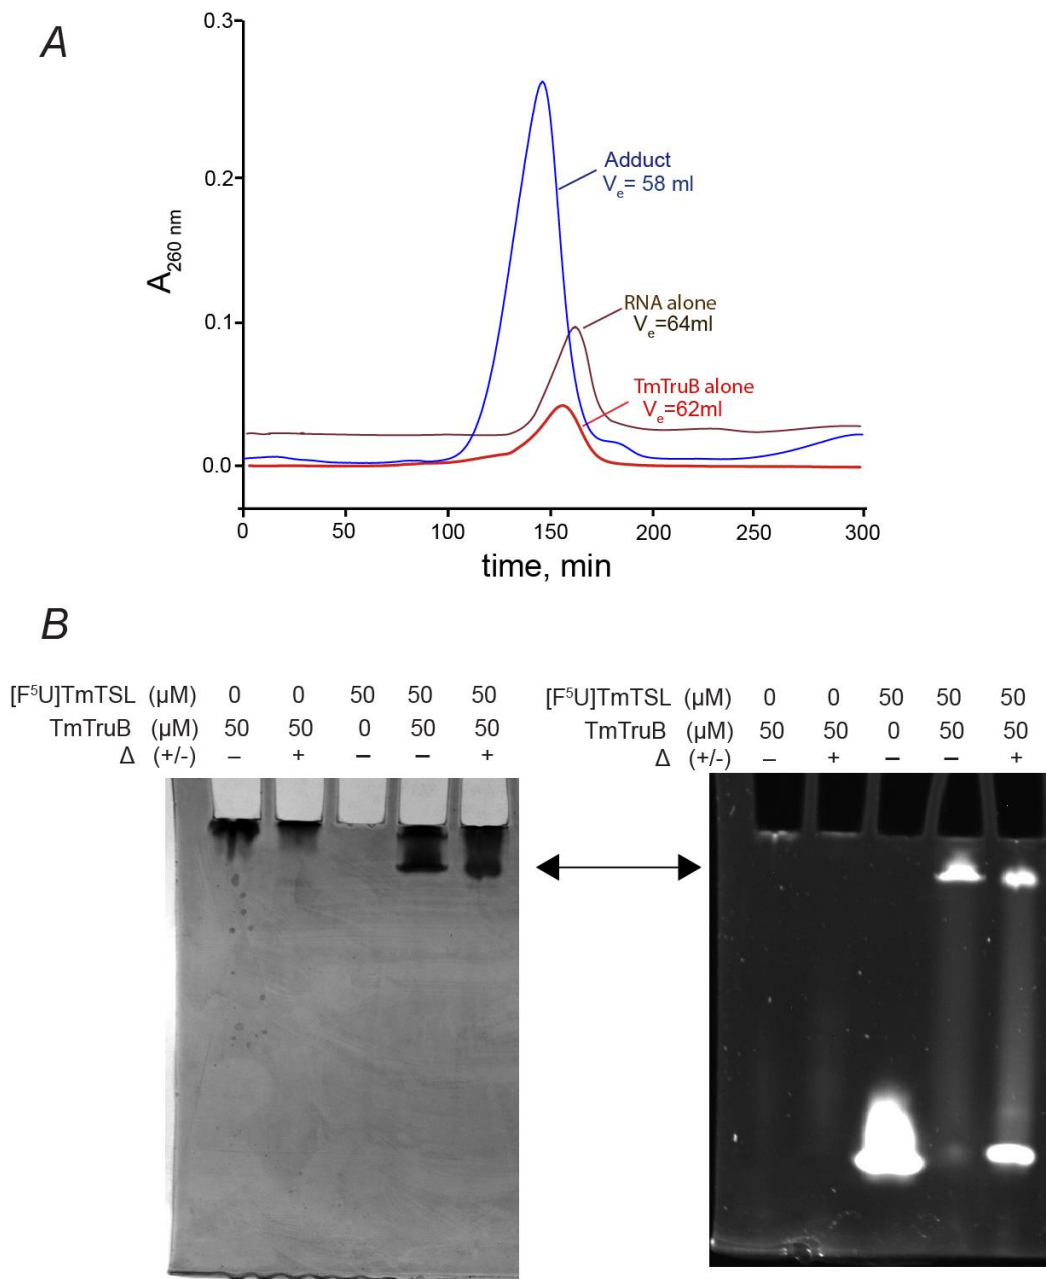 A
0.3
0.2
0.1
0.0
A260 nm
Adduct
Ve= 58 ml
RNA alone
Ve=64ml
TmTruB alone
Ve=62ml
0 50 100 150 200 250 300
time, min
B
[F⁵U]TmTSL (µM) 0 0 50 50 50
TmTruB (µM) 50 50 0 50 50
Δ (+/-) – + – – +
[F⁵U]TmTSL (µM) 0 0 50 50 50
TmTruB (µM) 50 50 0 50 50
Δ (+/-) – + – – +